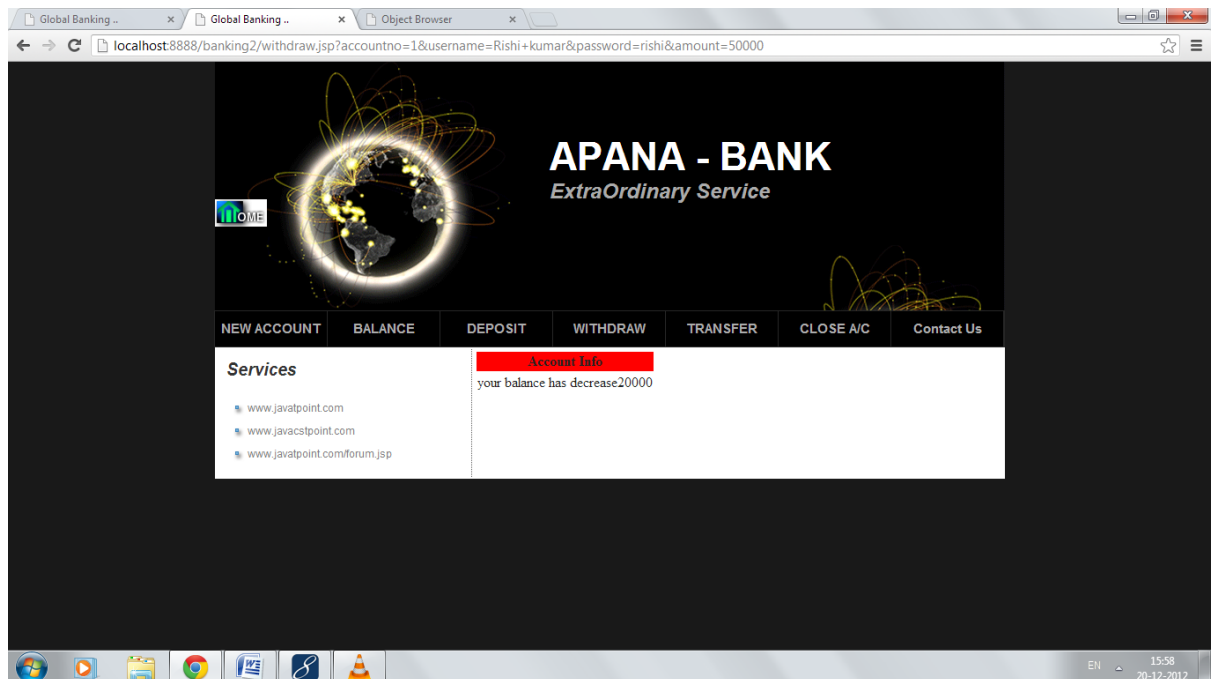 Global Banking .. Global Banking .. Object Browser
localhost:8888/banking2/withdraw.jsp?accountno=1&username=Rishi+kumar&password=rishi&amount=50000
APANA - BANK
ExtraOrdinary Service
HOME
NEW ACCOUNT BALANCE DEPOSIT WITHDRAW TRANSFER CLOSE A/C Contact Us
Services
Account Info
your balance has decrease20000
www.javatpoint.com
www.javacstpoint.com
www.javatpoint.com/forum.jsp
EN 15:58
20-12-2012